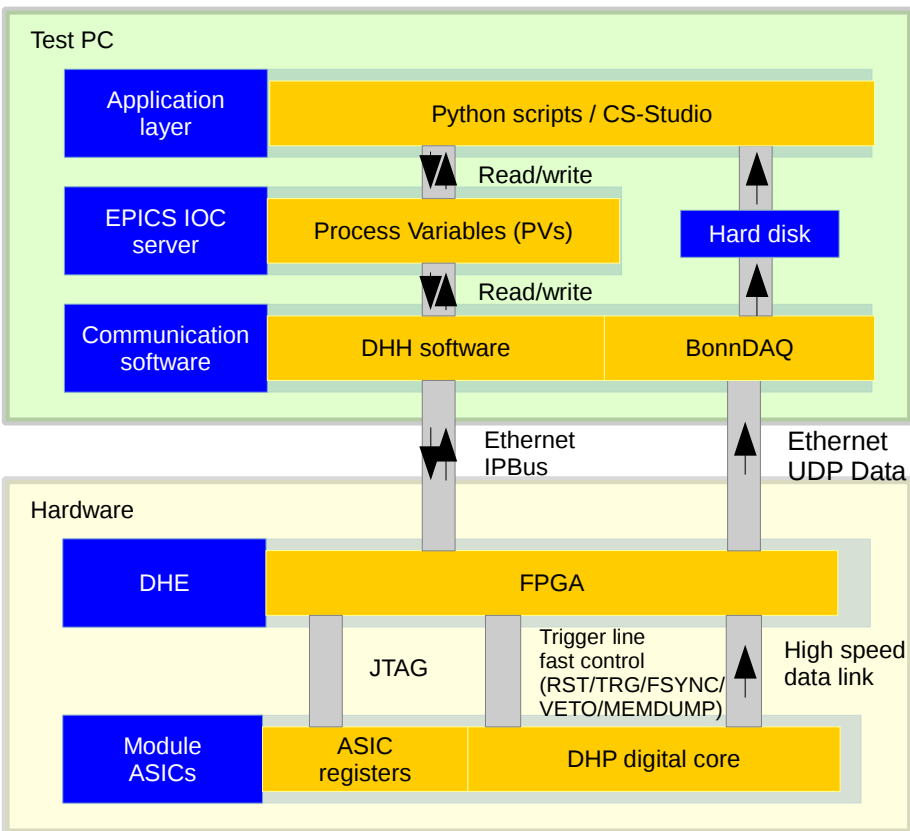 Test PC
Application
layer
Python scripts / CS-Studio
Read/write
EPICS IOC
server
Process Variables (PVs)
Hard disk
Read/write
Communication
software
DHH software
BonnDAQ
Ethernet
IPBus
Ethernet
UDP Data
Hardware
DHE
FPGA
JTAG
Trigger line
fast control
(RST/TRG/FSYNC/
VETO/MEMDUMP)
High speed
data link
Module
ASICs
ASIC
registers
DHP digital core